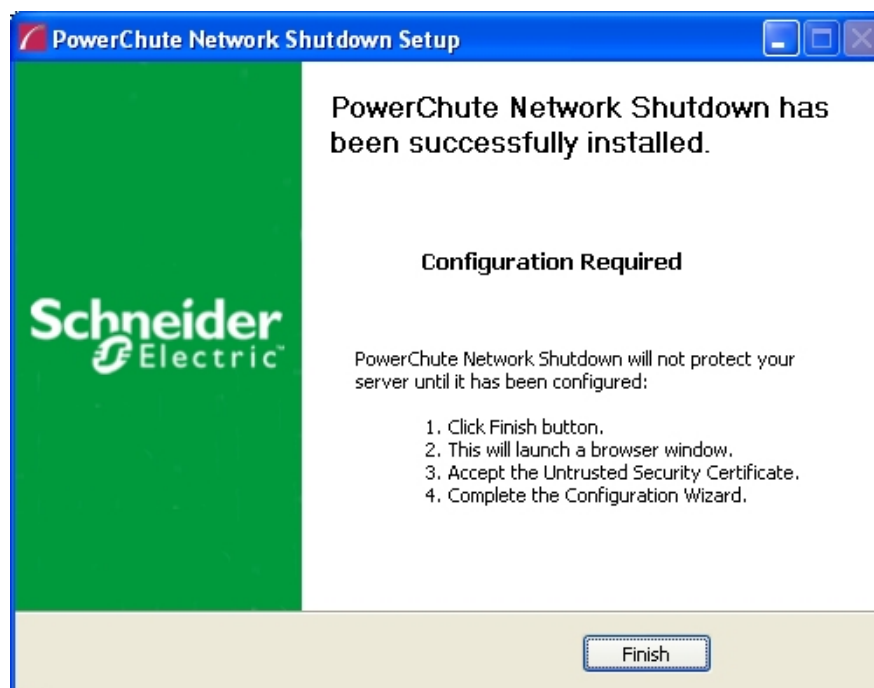 PowerChute Network Shutdown Setup
PowerChute Network Shutdown has
been successfully installed.
Configuration Required
Schneider
Electric™
PowerChute Network Shutdown will not protect your
server until it has been configured:
1. Click Finish button.
2. This will launch a browser window.
3. Accept the Untrusted Security Certificate.
4. Complete the Configuration Wizard.
Finish